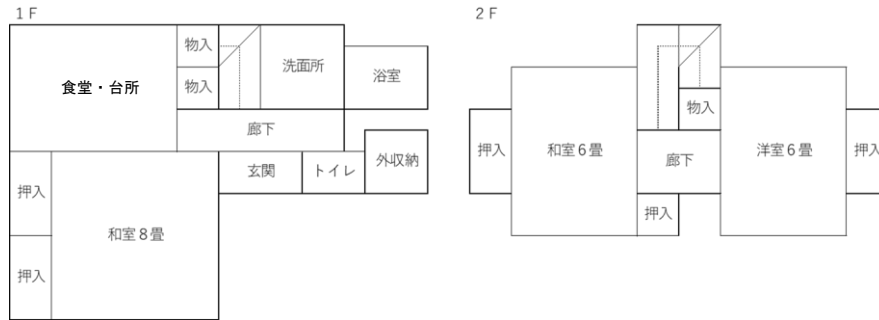 1F
物入
洗面所
浴室
食堂・台所
物入
廊下
外収納
玄関
トイレ
押入
和室8畳
押入
2F
物入
押入
和室6畳
廊下
洋室6畳
押入
押入